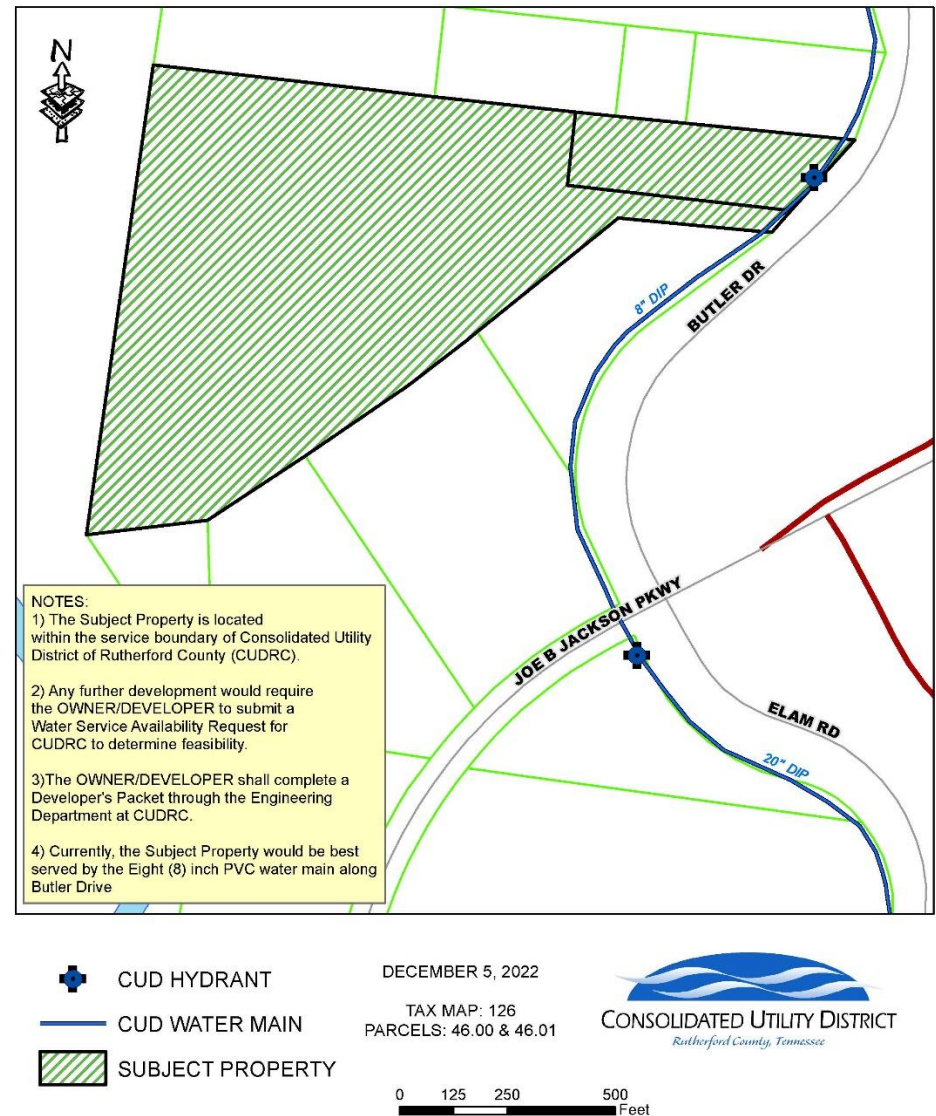 N
8" DIP
BUTLER DR
JOE B JACKSON PKWY
ELAM RD
20" DIP
NOTES:
1) The Subject Property is located
within the service boundary of Consolidated Utility
District of Rutherford County (CUDRC).
2) Any further development would require
the OWNER/DEVELOPER to submit a
Water Service Availability Request for
CUDRC to determine feasibility.
3)The OWNER/DEVELOPER shall complete a
Developer's Packet through the Engineering
Department at CUDRC.
4) Currently, the Subject Property would be best
served by the Eight (8) inch PVC water main along
Butler Drive
CUD HYDRANT
CUD WATER MAIN
SUBJECT PROPERTY
DECEMBER 5, 2022
TAX MAP: 126
PARCELS: 46.00 & 46.01
CONSOLIDATED UTILITY DISTRICT
Rutherford County, Tennessee
0 125 250 500
Feet